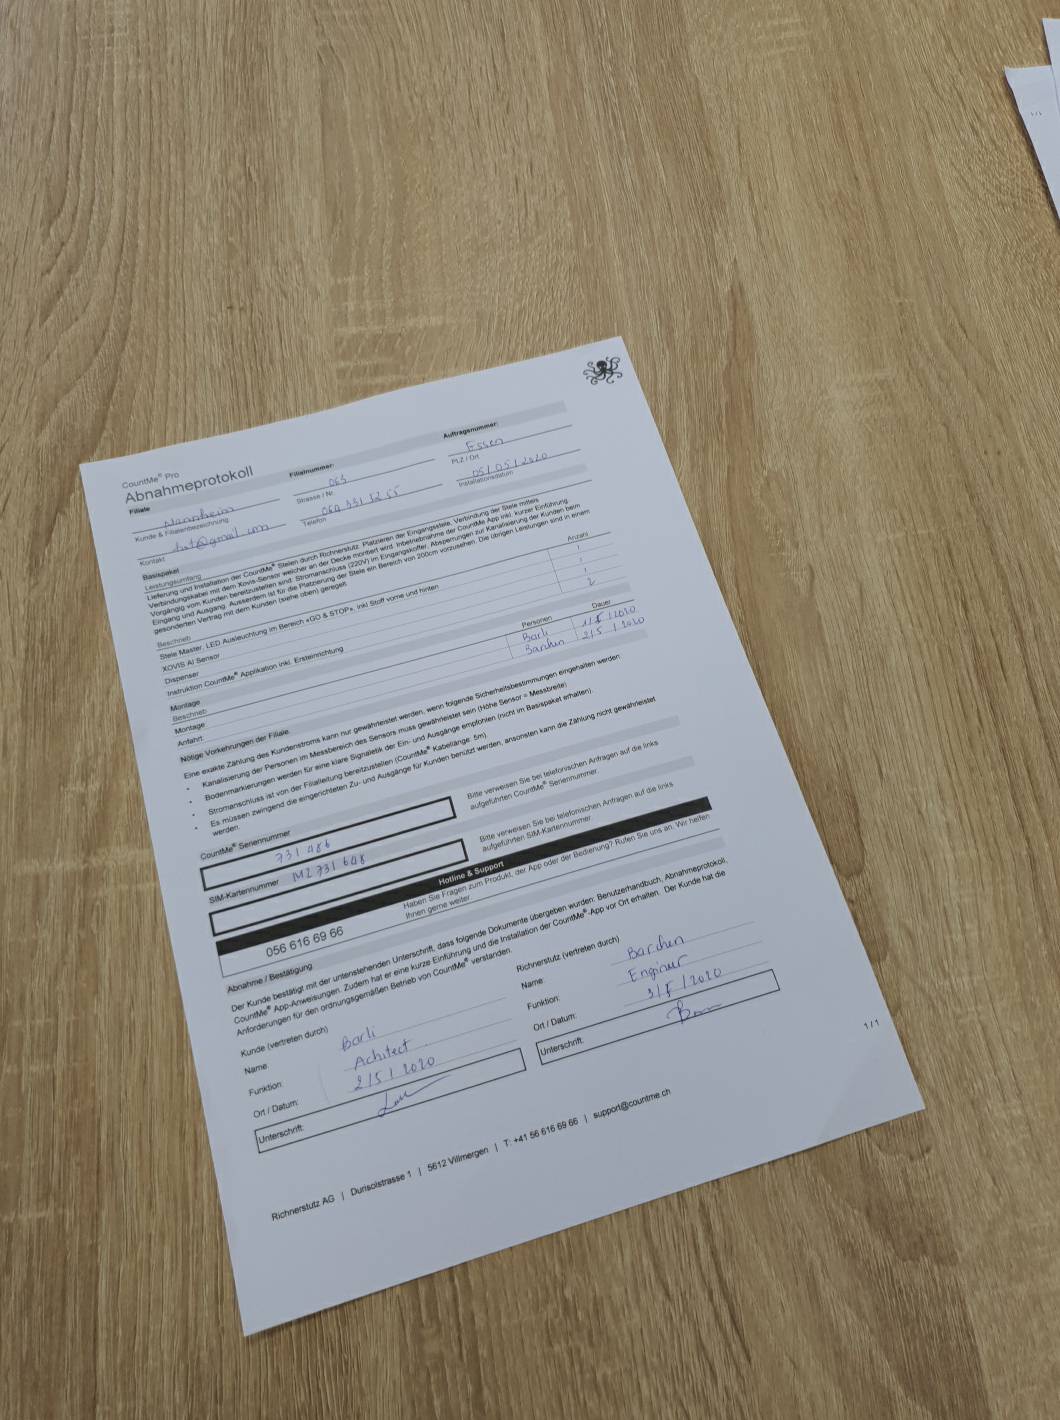 CountMe® Pro
Abnahmeprotokoll
Filiale Filialnummer: Auftragsnummer:
Mannheim 063 Essen
Kunde & Filialenbezeichnung Strasse / Nr. PLZ / Ort
@gmail.com 060 331 52 55 05/05/2020
Kontakt Telefon Installationsdatum
Basispaket
Leistungsumfang
Lieferung und Installation der CountMe® Stelen durch Richnerstutz. Platzieren der Eingangsstele, Verbindung der Stele mittels
Verbindungskabel mit dem Xovis-Sensor welcher an der Decke montiert wird. Inbetriebnahme der CountMe App inkl. kurzer Einführung.
Vorgängig vom Kunden bereitzustellen sind: Stromanschluss (220V) im Eingangskoffer, Absperrungen zur Kanalisierung der Kunden beim
Eingang und Ausgang. Ausserdem ist für die Platzierung der Stele ein Bereich von 200cm vorzusehen. Die übrigen Leistungen sind in einem
gesonderten Vertrag mit dem Kunden (siehe oben) geregelt.
Beschrieb Anzahl
Stele Master, LED Ausleuchtung im Bereich «GO & STOP», inkl Stoff vorne und hinten 1
XOVIS AI Sensor 1
Dispenser 1
Instruktion CountMe® Applikation inkl. Ersteinrichtung 2
Montage
Beschrieb Personen Dauer
Montage Barli 1/5/2020
Anfahrt Bardun 2/5/2020
Nötige Vorkehrungen der Filiale
Eine exakte Zählung des Kundenstroms kann nur gewährleistet werden, wenn folgende Sicherheitsbestimmungen eingehalten werden:
• Kanalisierung der Personen im Messbereich des Sensors muss gewährleistet sein (Höhe Sensor = Messbreite)
• Bodenmarkierungen werden für eine klare Signaletik der Ein- und Ausgänge empfohlen (nicht im Basispaket erhalten).
• Stromanschluss ist von der Filialleitung bereitzustellen (CountMe® Kabellänge: 5m).
• Es müssen zwingend die eingerichteten Zu- und Ausgänge für Kunden benützt werden, ansonsten kann die Zählung nicht gewährleistet
werden.
CountMe® Seriennummer
731 486
Bitte verweisen Sie bei telefonischen Anfragen auf die links
aufgeführten CountMe® Seriennummer.
SIM-Kartennummer
M2 731 648
Bitte verweisen Sie bei telefonischen Anfragen auf die links
aufgeführten SIM-Kartennummer
Hotline & Support
056 616 69 66
Haben Sie Fragen zum Produkt, der App oder der Bedienung? Rufen Sie uns an. Wir helfen
Ihnen gerne weiter.
Abnahme / Bestätigung
Der Kunde bestätigt mit der untenstehenden Unterschrift, dass folgende Dokumente übergeben wurden: Benutzerhandbuch, Abnahmeprotokoll,
CountMe® App-Anweisungen. Zudem hat er eine kurze Einführung und die Installation der CountMe®-App vor Ort erhalten. Der Kunde hat die
Anforderungen für den ordnungsgemäßen Betrieb von CountMe® verstanden.
Kunde (vertreten durch) Richnerstutz (vertreten durch)
Name: Barli Name: Bardun
Funktion: Achitect Funktion: Enginer
Ort / Datum: 2/5/2020 Ort / Datum: 3/5/2020
Unterschrift: Unterschrift:
1 / 1
Richnerstutz AG | Durisolstrasse 1 | 5612 Villmergen | T: +41 56 616 69 66 | support@countme.ch